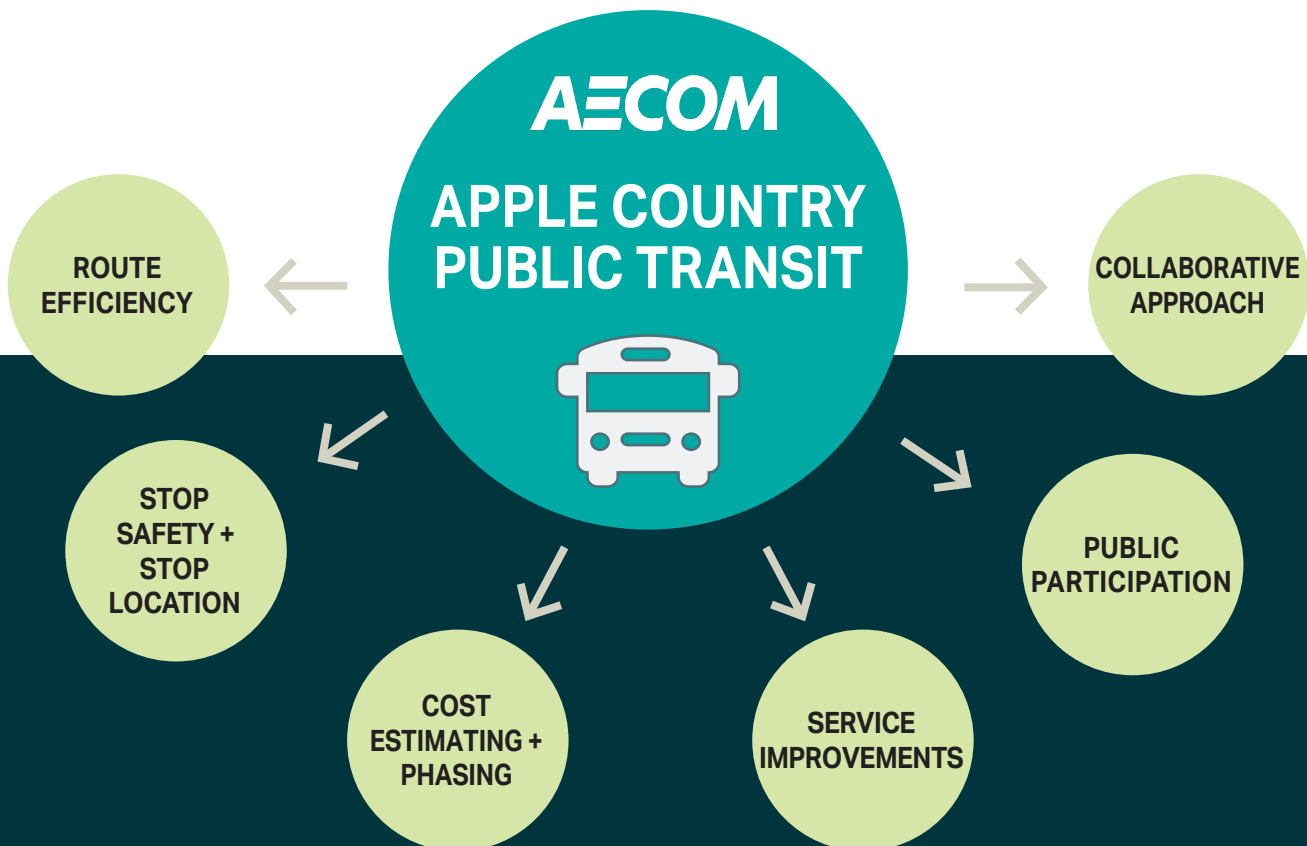 AECOM
APPLE COUNTRY
PUBLIC TRANSIT
ROUTE
EFFICIENCY
COLLABORATIVE
APPROACH
STOP
SAFETY +
STOP
LOCATION
PUBLIC
PARTICIPATION
COST
ESTIMATING +
PHASING
SERVICE
IMPROVEMENTS